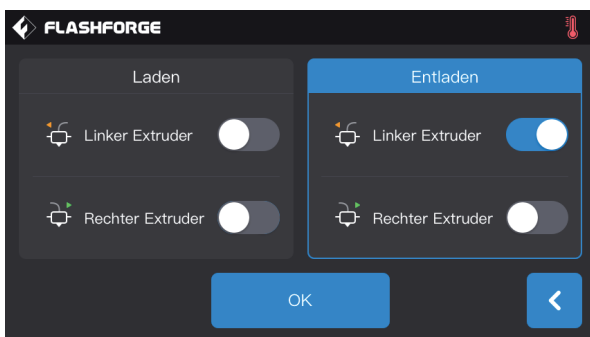 FLASHFORGE
Laden
Entladen
Linker Extruder
Linker Extruder
Rechter Extruder
Rechter Extruder
OK